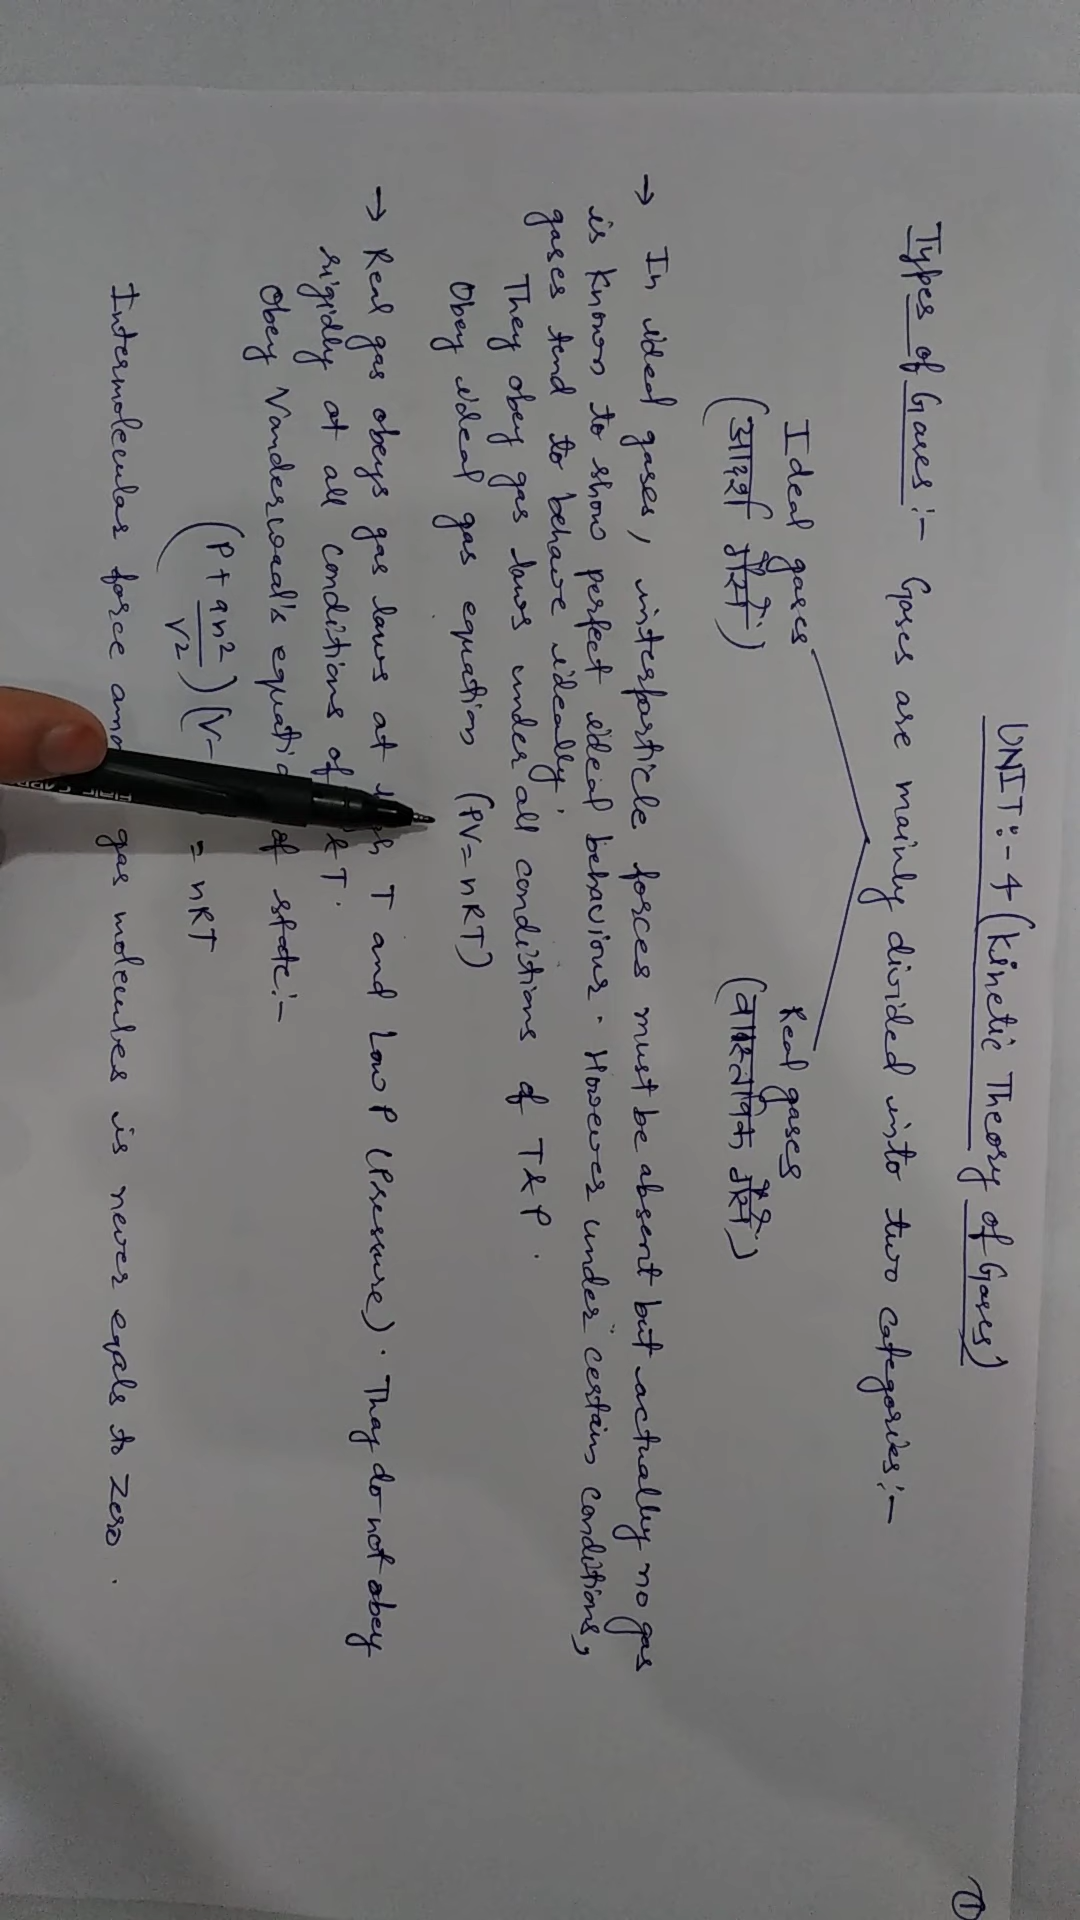 ①
UNIT:- 4 (Kinetic Theory of Gases)
Types of Gases:- Gases are mainly divided into two categories:-
Ideal gases Real gases
(आदर्श गैसें) (वास्तविक गैसें)
→ In ideal gases, interparticle forces must be absent but actually no gas
is known to show perfect ideal behaviour. However under certain conditions,
gases tend to behave ideally.
They obey gas laws under all conditions of T & P.
Obey ideal gas equation (PV = nRT)
→ Real gas obeys gas laws at T and Low P (Pressure). Thay do not obey
rigidly at all conditions of & T.
Obey Vanderwaal's of state:-
(P + an²/V²) (V- = nRT
Intermolecular force gas molecules is never eqals to zero.